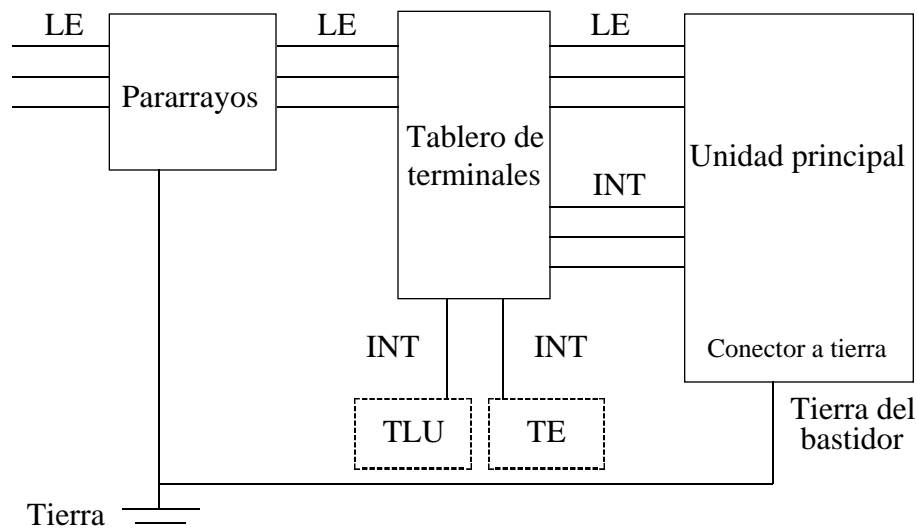 LE
LE
LE
Pararrayos
Tablero de
terminales
Unidad principal
INT
INT
INT
Conector a tierra
TLU
TE
Tierra del
bastidor
Tierra